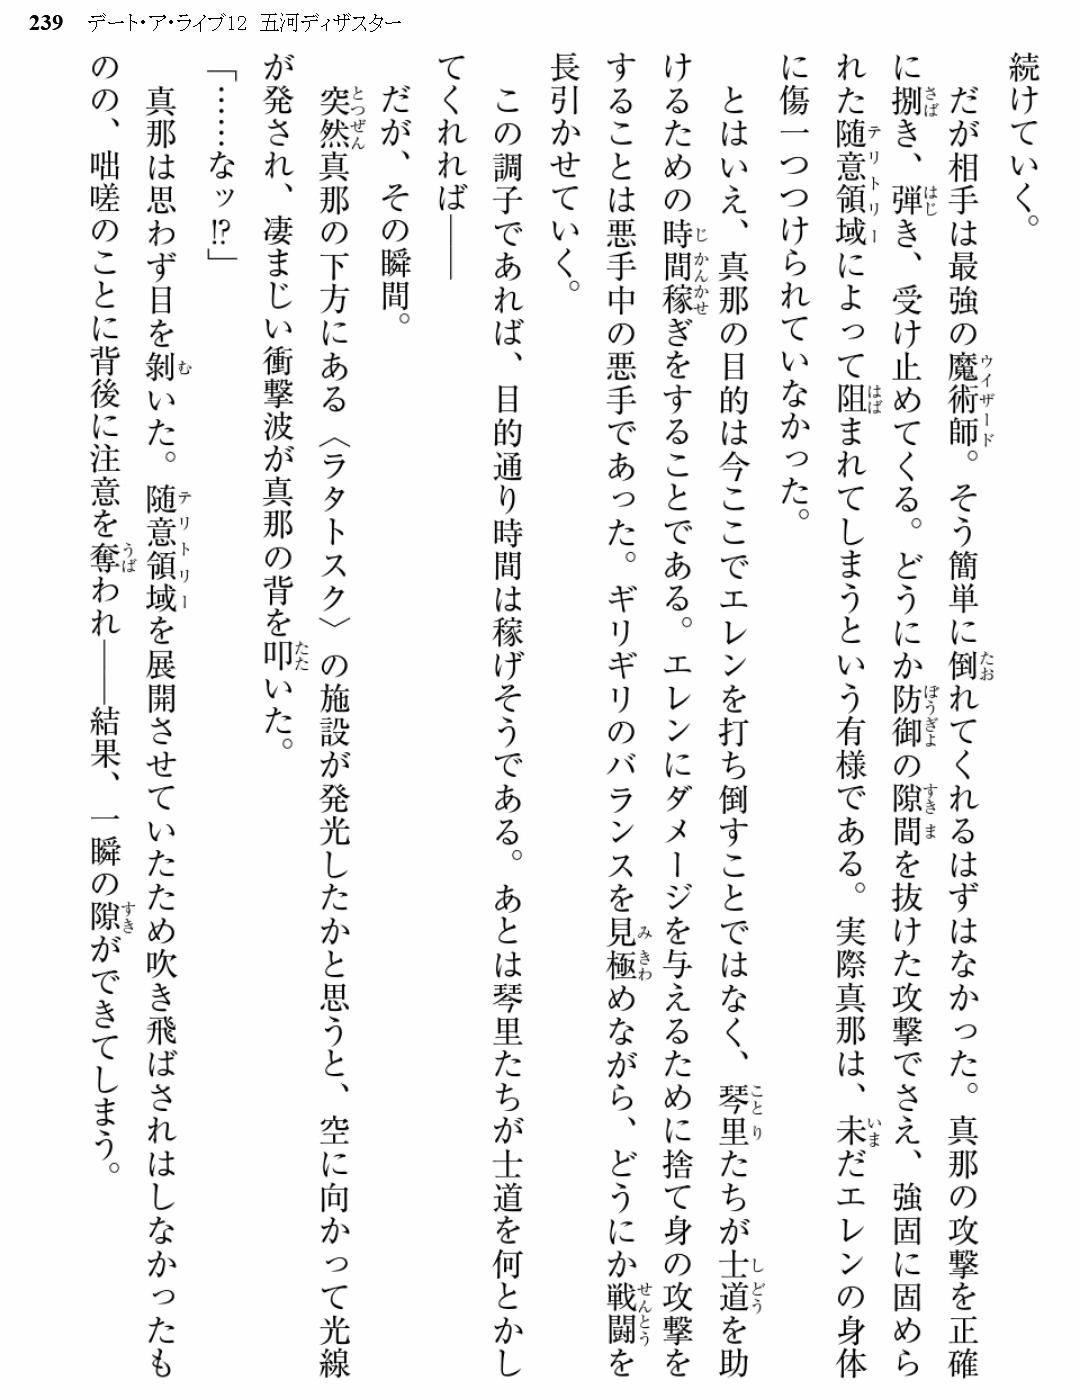 239 デート・ア・ライブ12 五河ディザスター
続けていく。
だが相手は最強の魔術師。そう簡単に倒れてくれるはずはなかった。真那の攻撃を正確
に捌き、弾き、受け止めてくる。どうにか防御の隙間を抜けた攻撃でさえ、強固に固めら
れた随意領域によって阻まれてしまうという有様である。実際真那は、未だエレンの身体
に傷一つつけられていなかった。
とはいえ、真那の目的は今ここでエレンを打ち倒すことではなく、琴里たちが士道を助
けるための時間稼ぎをすることである。エレンにダメージを与えるために捨て身の攻撃を
することは悪手中の悪手であった。ギリギリのバランスを見極めながら、どうにか戦闘を
長引かせていく。
この調子であれば、目的通り時間は稼げそうである。あとは琴里たちが士道を何とかし
てくれれば――
だが、その瞬間。
突然真那の下方にある〈ラタトスク〉の施設が発光したかと思うと、空に向かって光線
が発され、凄まじい衝撃波が真那の背を叩いた。
「……なッ!?」
真那は思わず目を剝いた。随意領域を展開させていたため吹き飛ばされはしなかったも
のの、咄嗟のことに背後に注意を奪われ――結果、一瞬の隙ができてしまう。